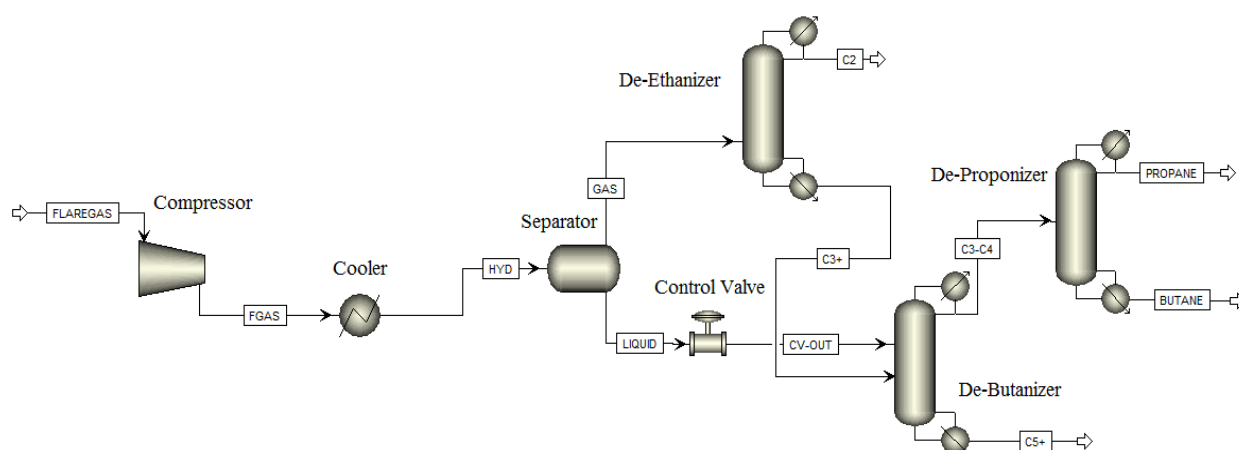 De-Ethanizer
C2
De-Proponizer
PROPANE
GAS
Compressor
FLAREGAS
Separator
C3-C4
Cooler
HYD
C3+
Control Valve
BUTANE
FGAS
LIQUID
CV-OUT
De-Butanizer
C5+